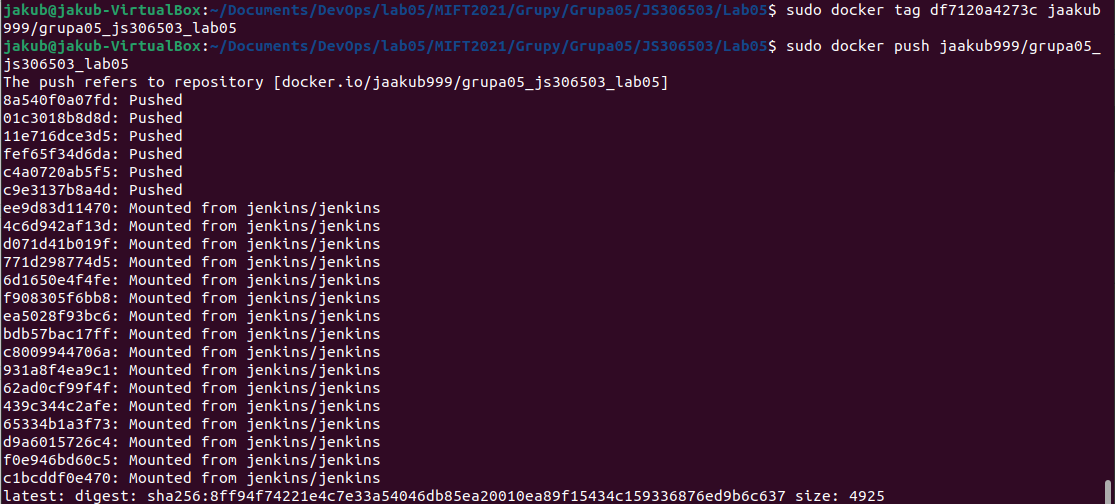 jakub@jakub-VirtualBox:~/Documents/DevOps/lab05/MIFT2021/Grupy/Grupa05/JS306503/Lab05$ sudo docker tag df7120a4273c jaakub
999/grupa05_js306503_lab05
jakub@jakub-VirtualBox:~/Documents/DevOps/lab05/MIFT2021/Grupy/Grupa05/JS306503/Lab05$ sudo docker push jaakub999/grupa05_
js306503_lab05
The push refers to repository [docker.io/jaakub999/grupa05_js306503_lab05]
8a540f0a07fd: Pushed
01c3018b8d8d: Pushed
11e716dce3d5: Pushed
fef65f34d6da: Pushed
c4a0720ab5f5: Pushed
c9e3137b8a4d: Pushed
ee9d83d11470: Mounted from jenkins/jenkins
4c6d942af13d: Mounted from jenkins/jenkins
d071d41b019f: Mounted from jenkins/jenkins
771d298774d5: Mounted from jenkins/jenkins
6d1650e4f4fe: Mounted from jenkins/jenkins
f908305f6bb8: Mounted from jenkins/jenkins
ea5028f93bc6: Mounted from jenkins/jenkins
bdb57bac17ff: Mounted from jenkins/jenkins
c8009944706a: Mounted from jenkins/jenkins
931a8f4ea9c1: Mounted from jenkins/jenkins
62ad0cf99f4f: Mounted from jenkins/jenkins
439c344c2afe: Mounted from jenkins/jenkins
65334b1a3f73: Mounted from jenkins/jenkins
d9a6015726c4: Mounted from jenkins/jenkins
f0e946bd60c5: Mounted from jenkins/jenkins
c1bcddf0e470: Mounted from jenkins/jenkins
latest: digest: sha256:8ff94f74221e4c7e33a54046db85ea20010ea89f15434c159336876ed9b6c637 size: 4925